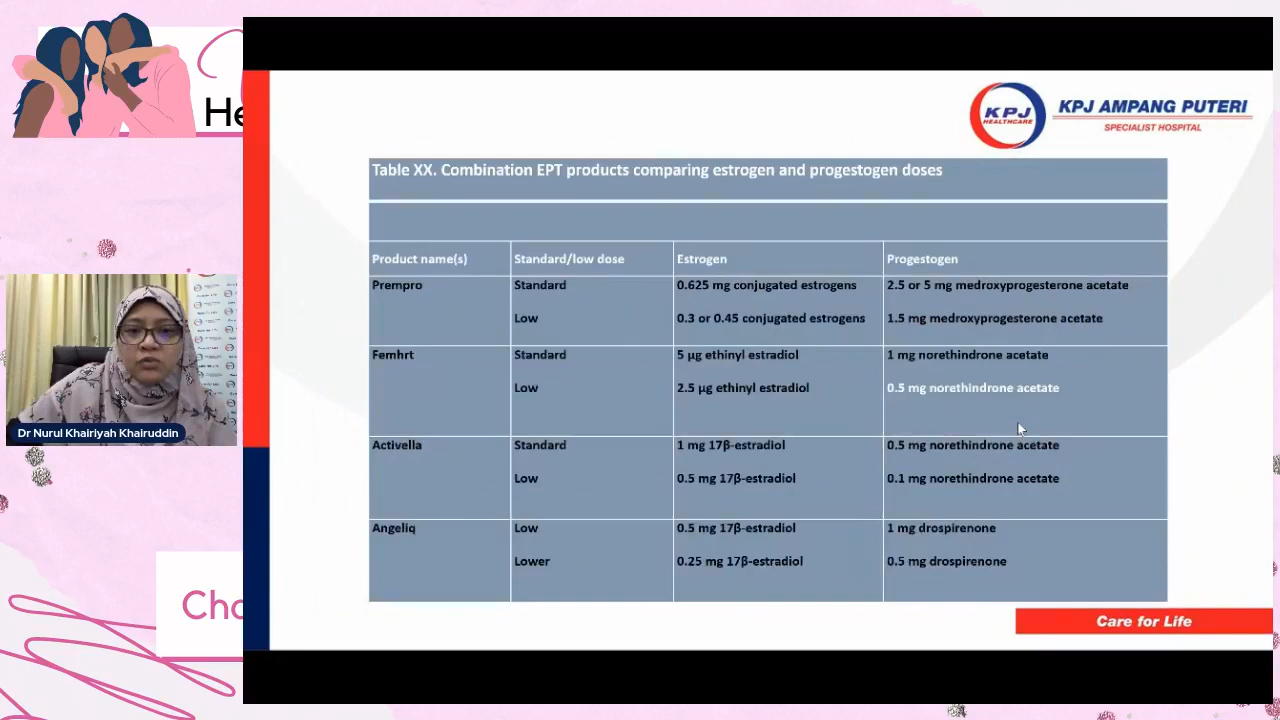 He
KPJ
HEALTHCARE
KPJ AMPANG PUTERI
SPECIALIST HOSPITAL
Table XX. Combination EPT products comparing estrogen and progestogen doses
Product name(s) Standard/low dose Estrogen Progestogen
Prempro Standard 0.625 mg conjugated estrogens 2.5 or 5 mg medroxyprogesterone acetate
Low 0.3 or 0.45 conjugated estrogens 1.5 mg medroxyprogesterone acetate
Femhrt Standard 5 µg ethinyl estradiol 1 mg norethindrone acetate
Low 2.5 µg ethinyl estradiol 0.5 mg norethindrone acetate
Activella Standard 1 mg 17β-estradiol 0.5 mg norethindrone acetate
Low 0.5 mg 17β-estradiol 0.1 mg norethindrone acetate
Angeliq Low 0.5 mg 17β-estradiol 1 mg drospirenone
Lower 0.25 mg 17β-estradiol 0.5 mg drospirenone
Dr Nurul Khairiyah Khairuddin
Cho
Care for Life